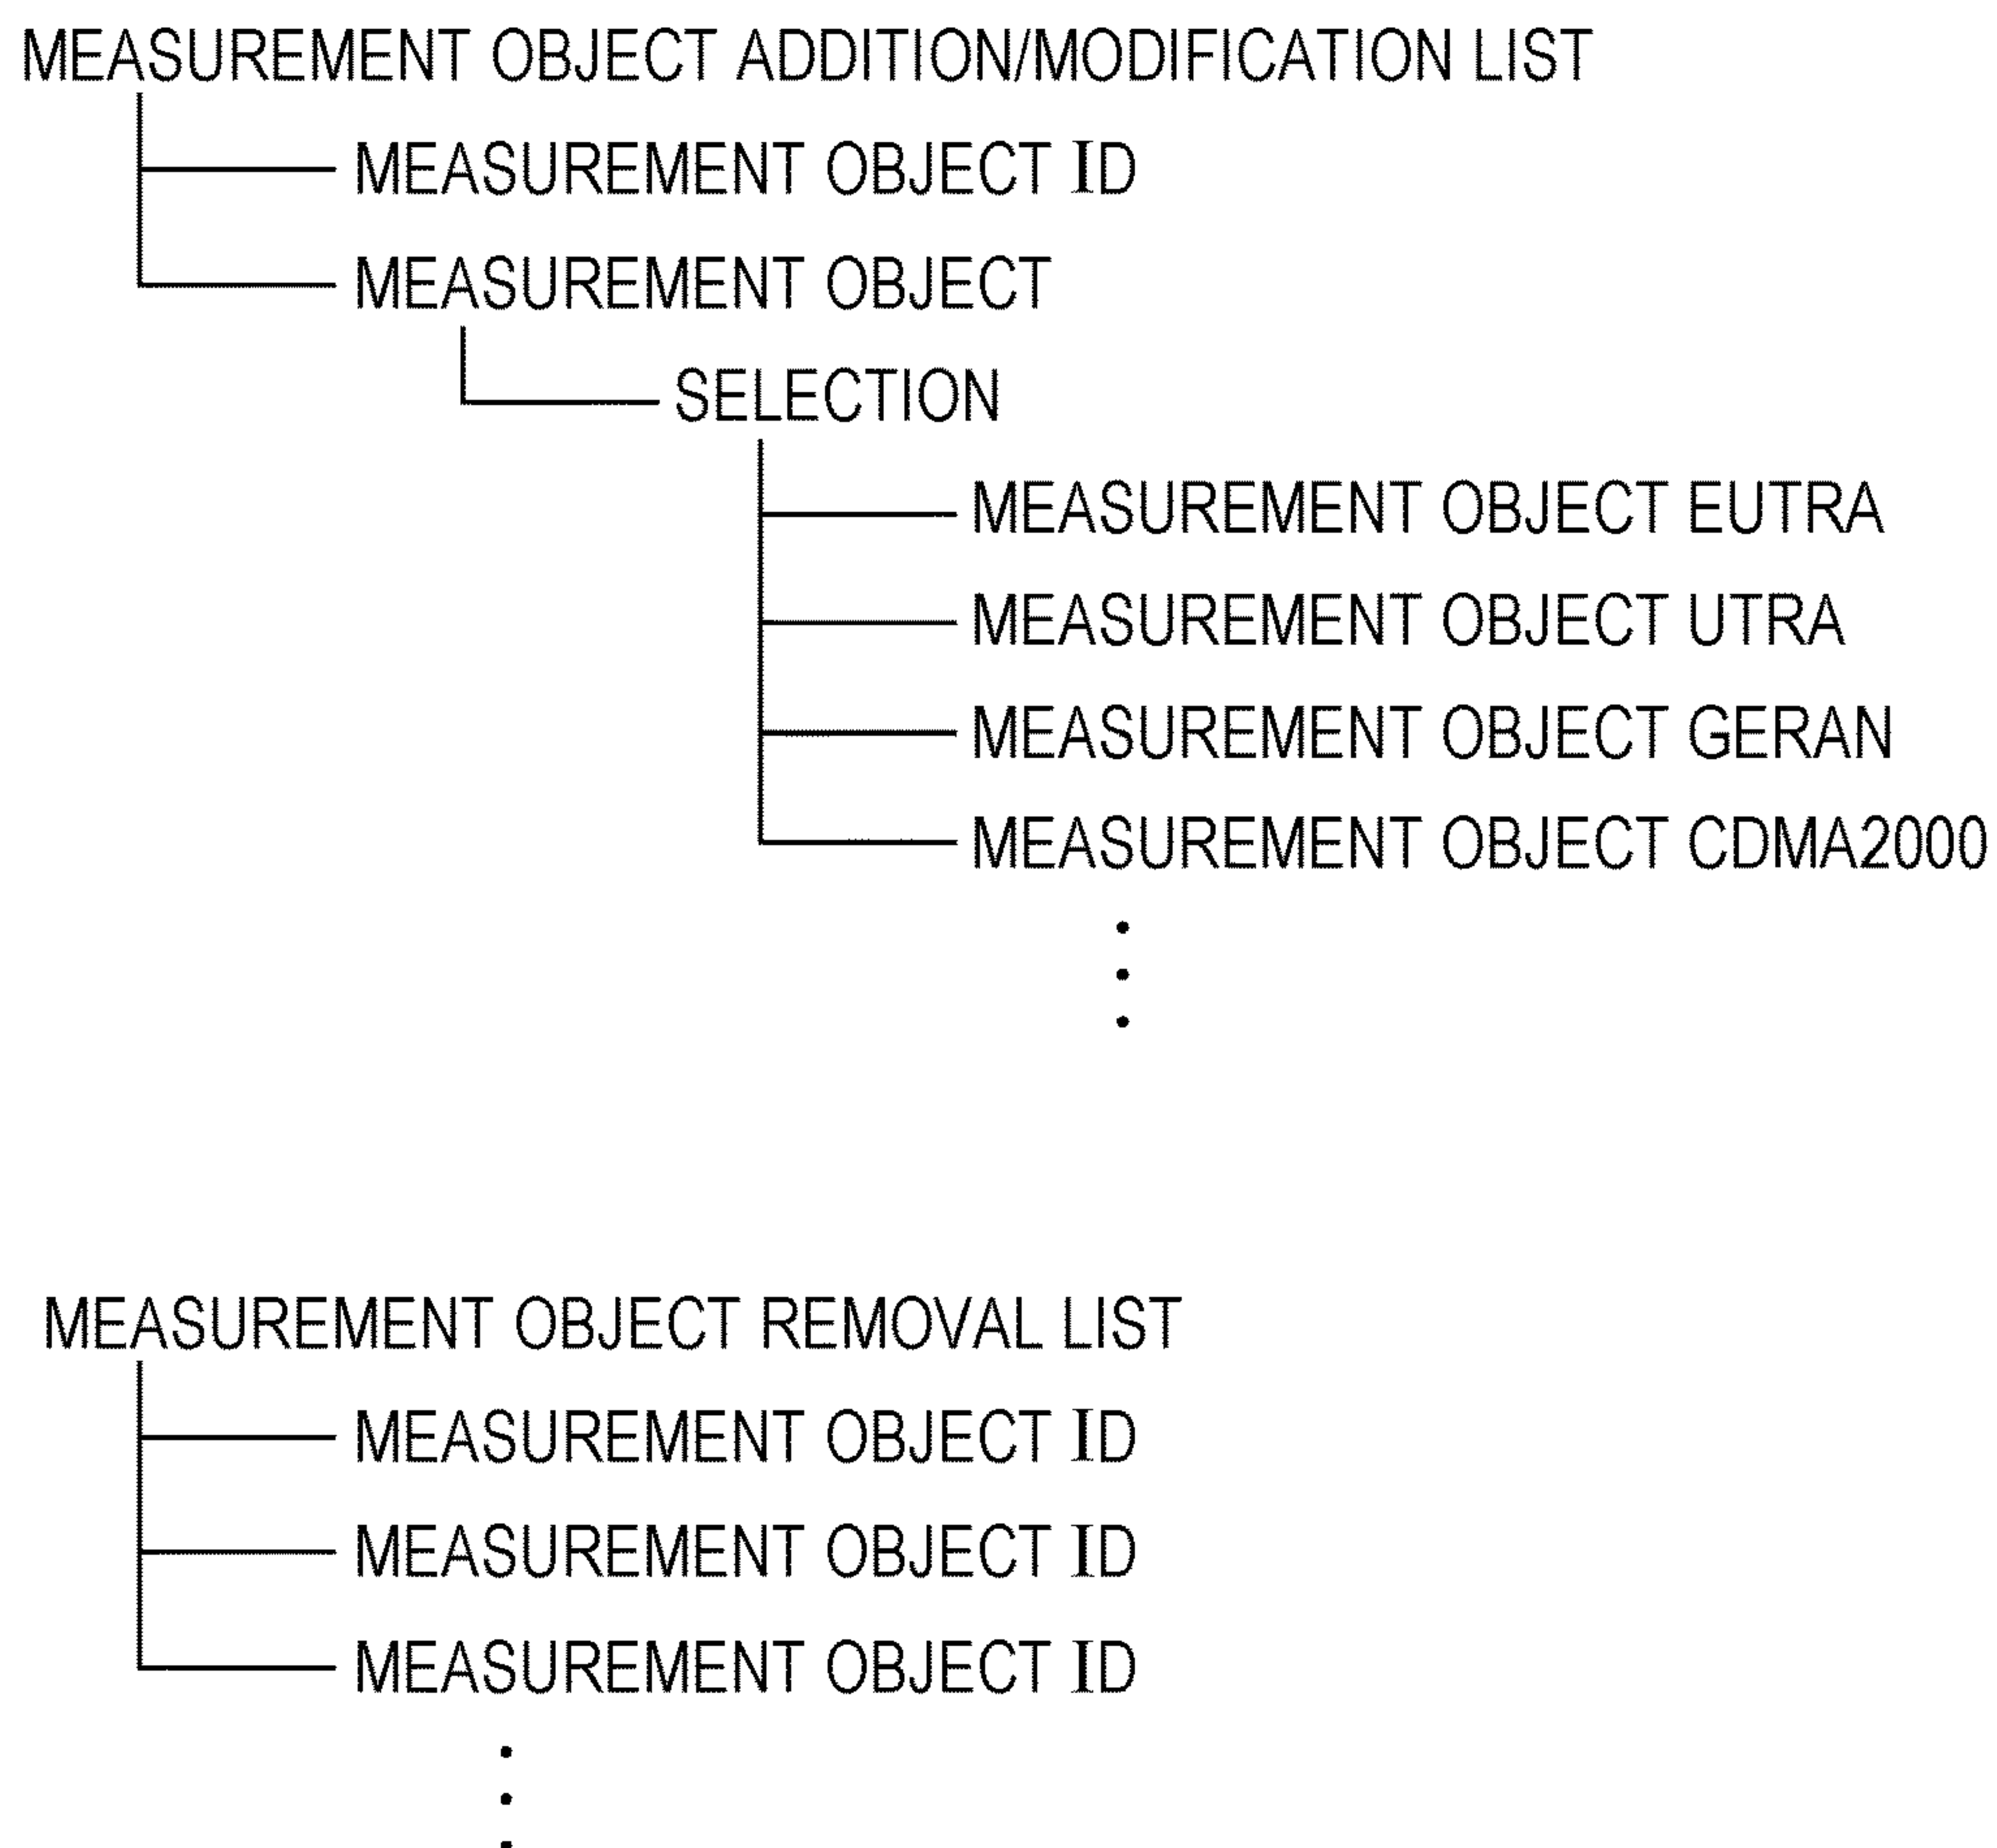 MEASUREMENT OBJECT ADDITION/MODIFICATION LIST
MEASUREMENT OBJECT ID
MEASUREMENT OBJECT
SELECTION
MEASUREMENT OBJECT EUTRA
MEASUREMENT OBJECT UTRA
MEASUREMENT OBJECT GERAN
MEASUREMENT OBJECT CDMA2000
MEASUREMENT OBJECT REMOVAL LIST
MEASUREMENT OBJECT ID
MEASUREMENT OBJECT ID
MEASUREMENT OBJECT ID